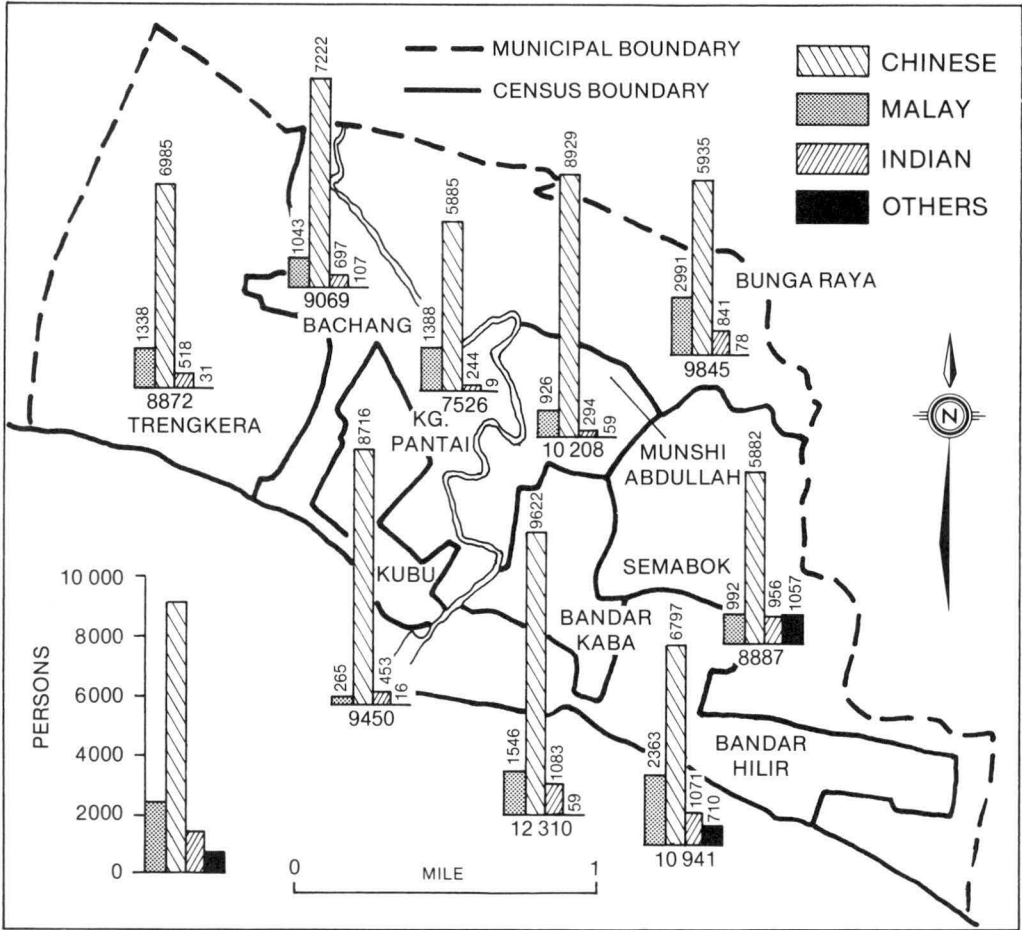 MUNICIPAL BOUNDARY
CENSUS BOUNDARY
CHINESE
MALAY
INDIAN
OTHERS
1338
6985
518
31
8872
TRENGKERA
1043
7222
697
107
9069
BACHANG
1388
5885
244
9
7526
KG.
PANTAI
926
8929
294
59
10 208
MUNSHI
ABDULLAH
2991
5935
841
78
9845
BUNGA RAYA
N
265
8716
453
16
9450
KUBU
1546
9622
1083
59
12 310
BANDAR
KABA
992
5882
956
1057
8887
SEMABOK
2363
6797
1071
710
10 941
BANDAR
HILIR
PERSONS
10 000
8000
6000
4000
2000
0
0 MILE 1